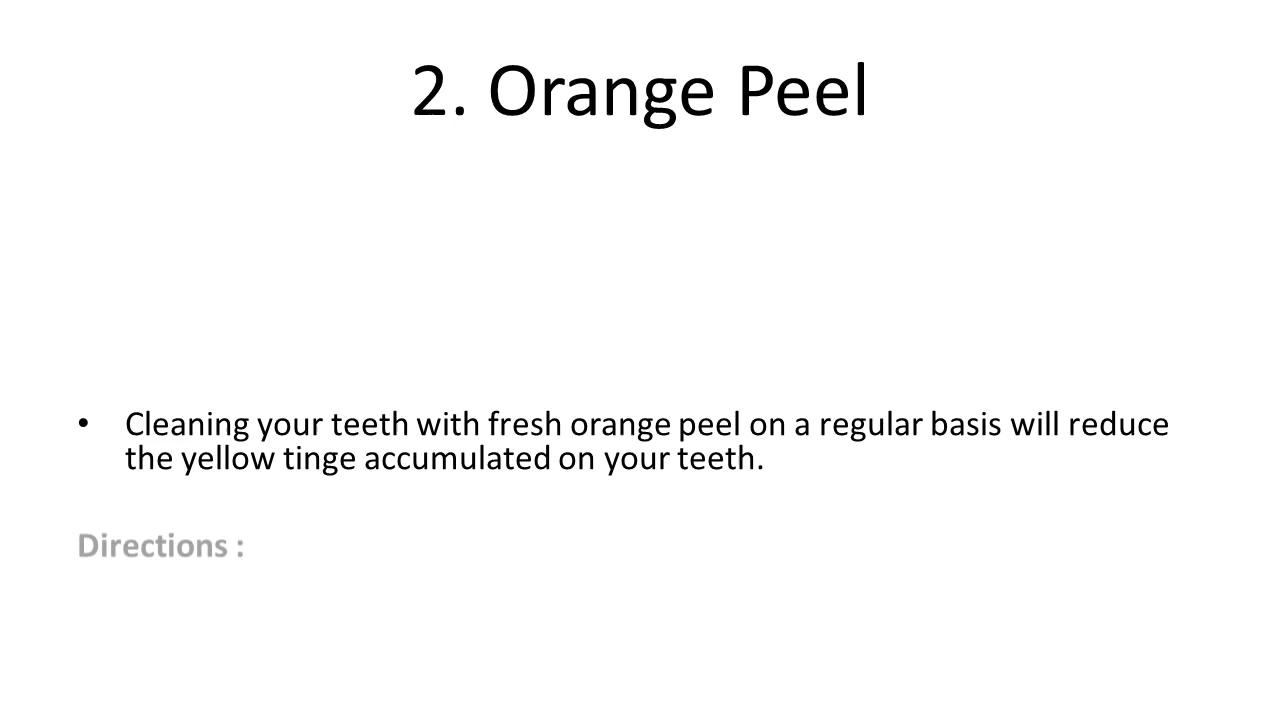 2. Orange Peel
• Cleaning your teeth with fresh orange peel on a regular basis will reduce
the yellow tinge accumulated on your teeth.
Directions :